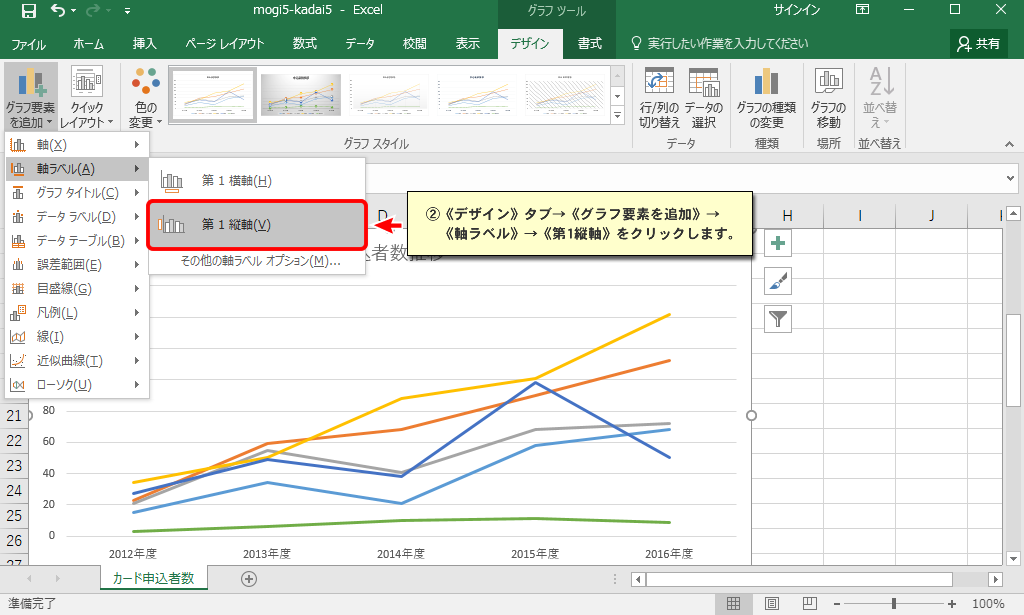 mogi5-kadai5 - Excel
グラフ ツール
サインイン
ファイル ホーム 挿入 ページ レイアウト 数式 データ 校閲 表示 デザイン 書式 実行したい作業を入力してください 共有
グラフ要素を追加
クイックレイアウト
色の変更
行/列の切り替え
データの選択
グラフの種類の変更
グラフの移動
並べ替え
グラフ スタイル データ 種類 場所 並べ替え
軸(X)
軸ラベル(A)
グラフ タイトル(C)
データ ラベル(D)
データ テーブル(B)
誤差範囲(E)
目盛線(G)
凡例(L)
線(I)
近似曲線(T)
ローソク(U)
第 1 横軸(H)
第 1 縦軸(V)
その他の軸ラベル オプション(M)...
②《デザイン》タブ→《グラフ要素を追加》→
《軸ラベル》→《第1縦軸》をクリックします。
D H I J
者数推移
21
22
23
24
25
26
27
80
60
40
20
0
2012年度 2013年度 2014年度 2015年度 2016年度
カード申込者数
準備完了
100%